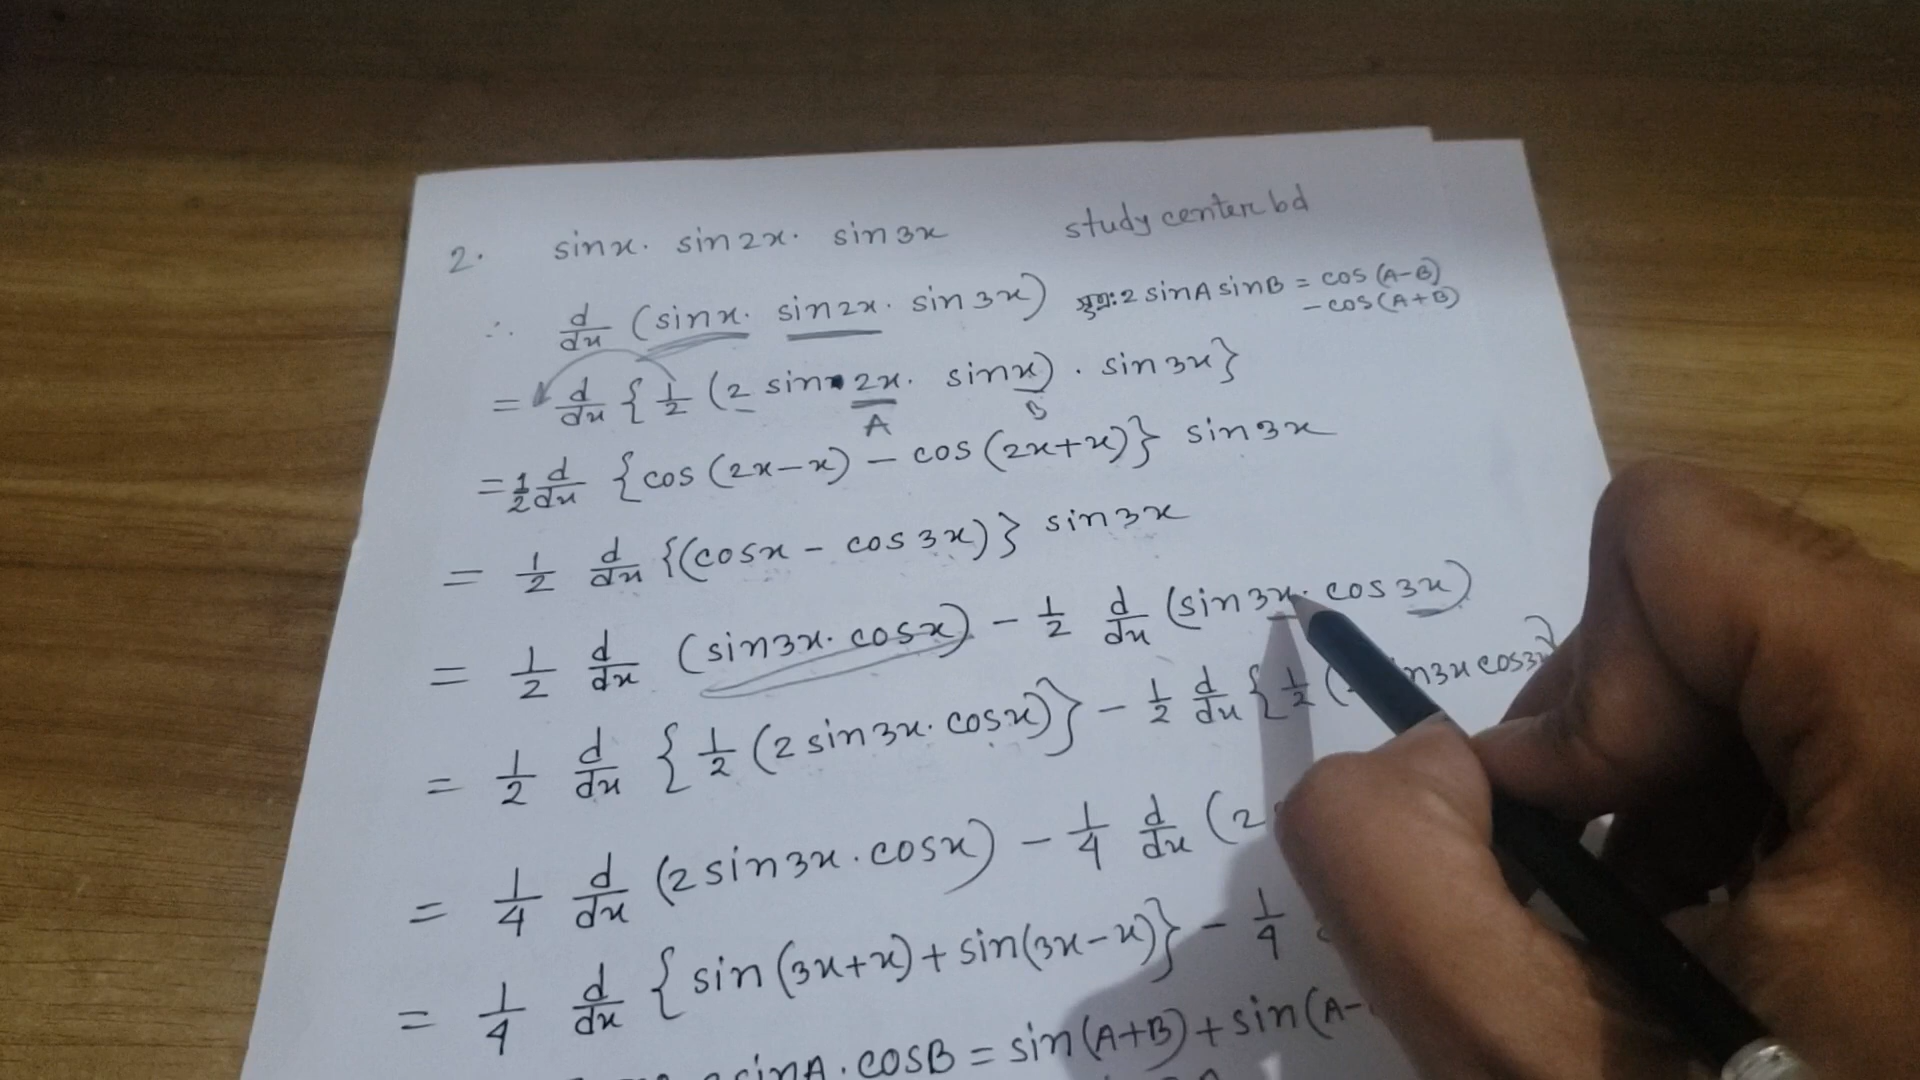 2. sinx. sin2x. sin3x study center bd
∴ d/dx (sinx. sin2x. sin3x) সূত্র: 2 sinA sinB = cos(A-B)
- cos(A+B)
= d/dx {1/2 (2 sin 2x. sinx) . sin3x}
A B
= 1/2 d/dx {cos (2x-x) - cos (2x+x)} sin3x
= 1/2 d/dx {(cosx - cos3x)} sin3x
= 1/2 d/dx (sin3x. cosx) - 1/2 d/dx (sin3x. cos3x)
= 1/2 d/dx {1/2 (2 sin3x. cosx)} - 1/2 d/dx {1/2 ( cos3x)
= 1/4 d/dx (2 sin3x. cosx) - 1/4 d/dx (2
= 1/4 d/dx {sin (3x+x) + sin(3x-x)} - 1/4
sinA. cosB = sin(A+B) + sin(A-